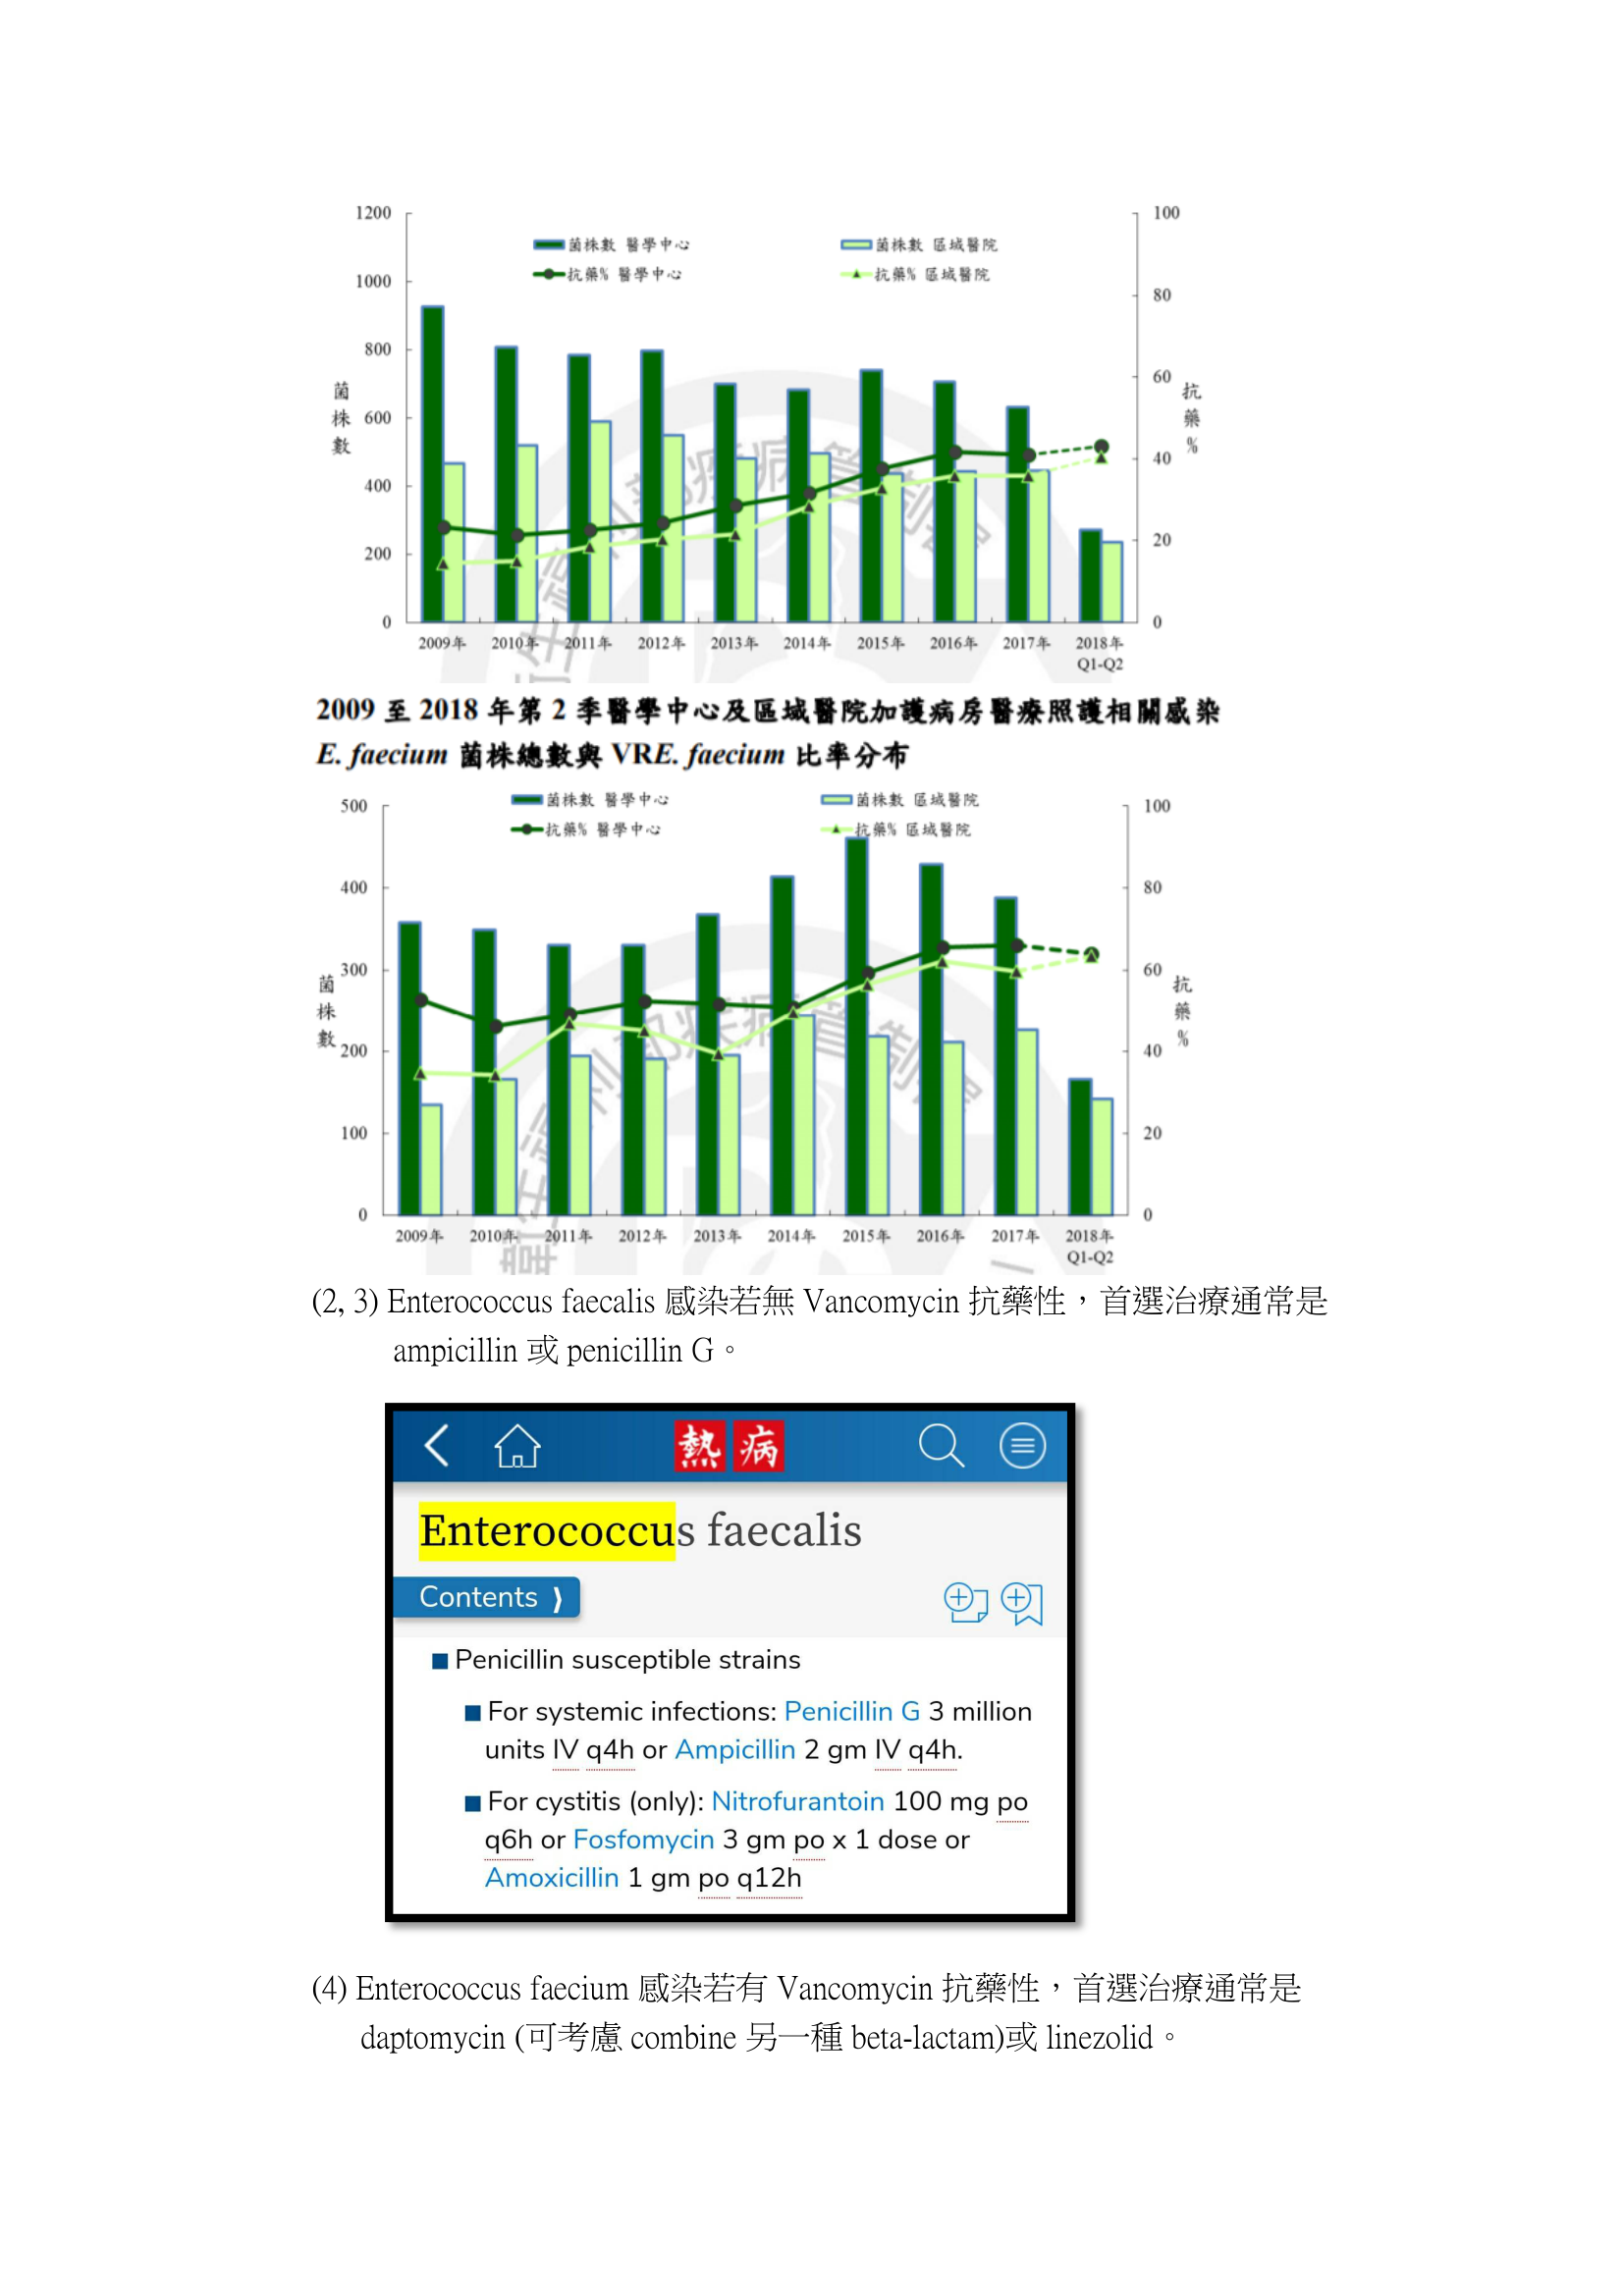 1200
1000
800
600
400
200
0
100
80
60
40
20
0
菌株數 醫學中心
菌株數 區域醫院
抗藥% 醫學中心
抗藥% 區域醫院
菌株數
抗藥%
2009年 2010年 2011年 2012年 2013年 2014年 2015年 2016年 2017年 2018年
Q1-Q2
2009 至 2018 年第 2 季醫學中心及區域醫院加護病房醫療照護相關感染
E. faecium 菌株總數與 VRE. faecium 比率分布
500
400
300
200
100
0
100
80
60
40
20
0
菌株數 醫學中心
菌株數 區域醫院
抗藥% 醫學中心
抗藥% 區域醫院
菌株數
抗藥%
2009年 2010年 2011年 2012年 2013年 2014年 2015年 2016年 2017年 2018年
Q1-Q2
(2, 3) Enterococcus faecalis 感染若無 Vancomycin 抗藥性，首選治療通常是
ampicillin 或 penicillin G。
熱病
Enterococcus faecalis
Contents
Penicillin susceptible strains
For systemic infections: Penicillin G 3 million
units IV q4h or Ampicillin 2 gm IV q4h.
For cystitis (only): Nitrofurantoin 100 mg po
q6h or Fosfomycin 3 gm po x 1 dose or
Amoxicillin 1 gm po q12h
(4) Enterococcus faecium 感染若有 Vancomycin 抗藥性，首選治療通常是
daptomycin (可考慮 combine 另一種 beta-lactam)或 linezolid。